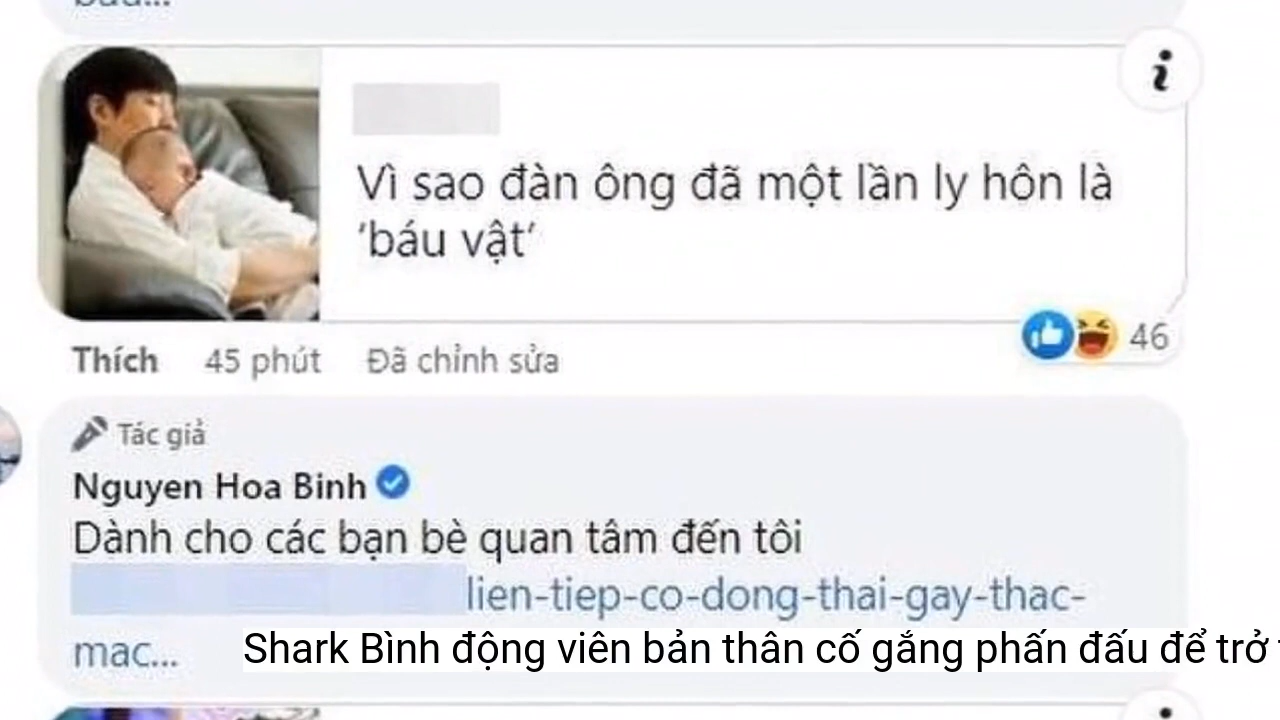 Vì sao đàn ông đã một lần ly hôn là
‘báu vật’
46
Thích 45 phút Đã chỉnh sửa
Tác giả
Nguyen Hoa Binh
Dành cho các bạn bè quan tâm đến tôi
lien-tiep-co-dong-thai-gay-thac-
mac...
Shark Bình động viên bản thân cố gắng phấn đấu để trở